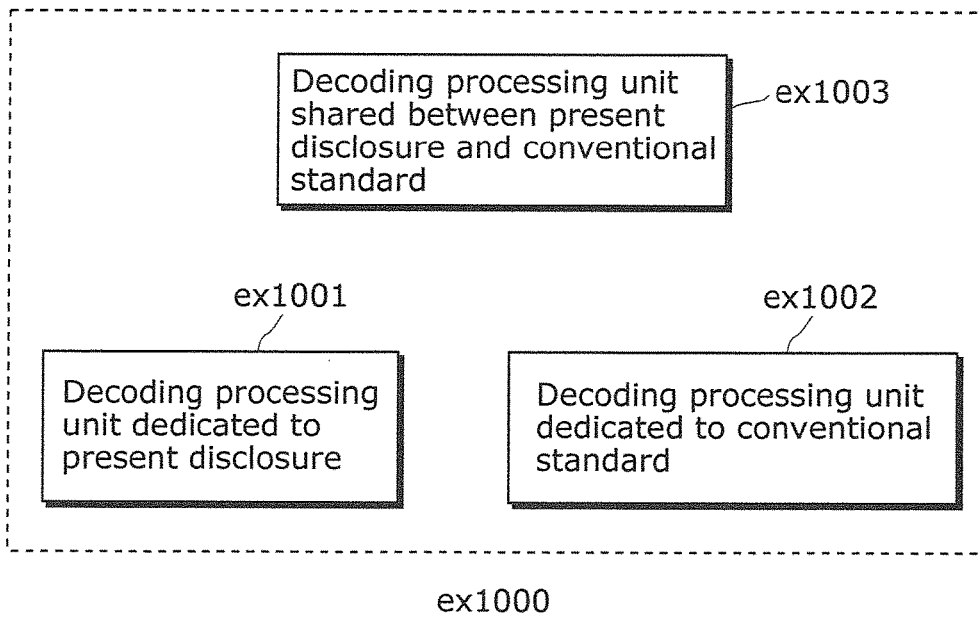 Decoding processing unit
shared between present
disclosure and conventional
standard
ex1003
ex1001
Decoding processing
unit dedicated to
present disclosure
ex1002
Decoding processing unit
dedicated to conventional
standard
ex1000